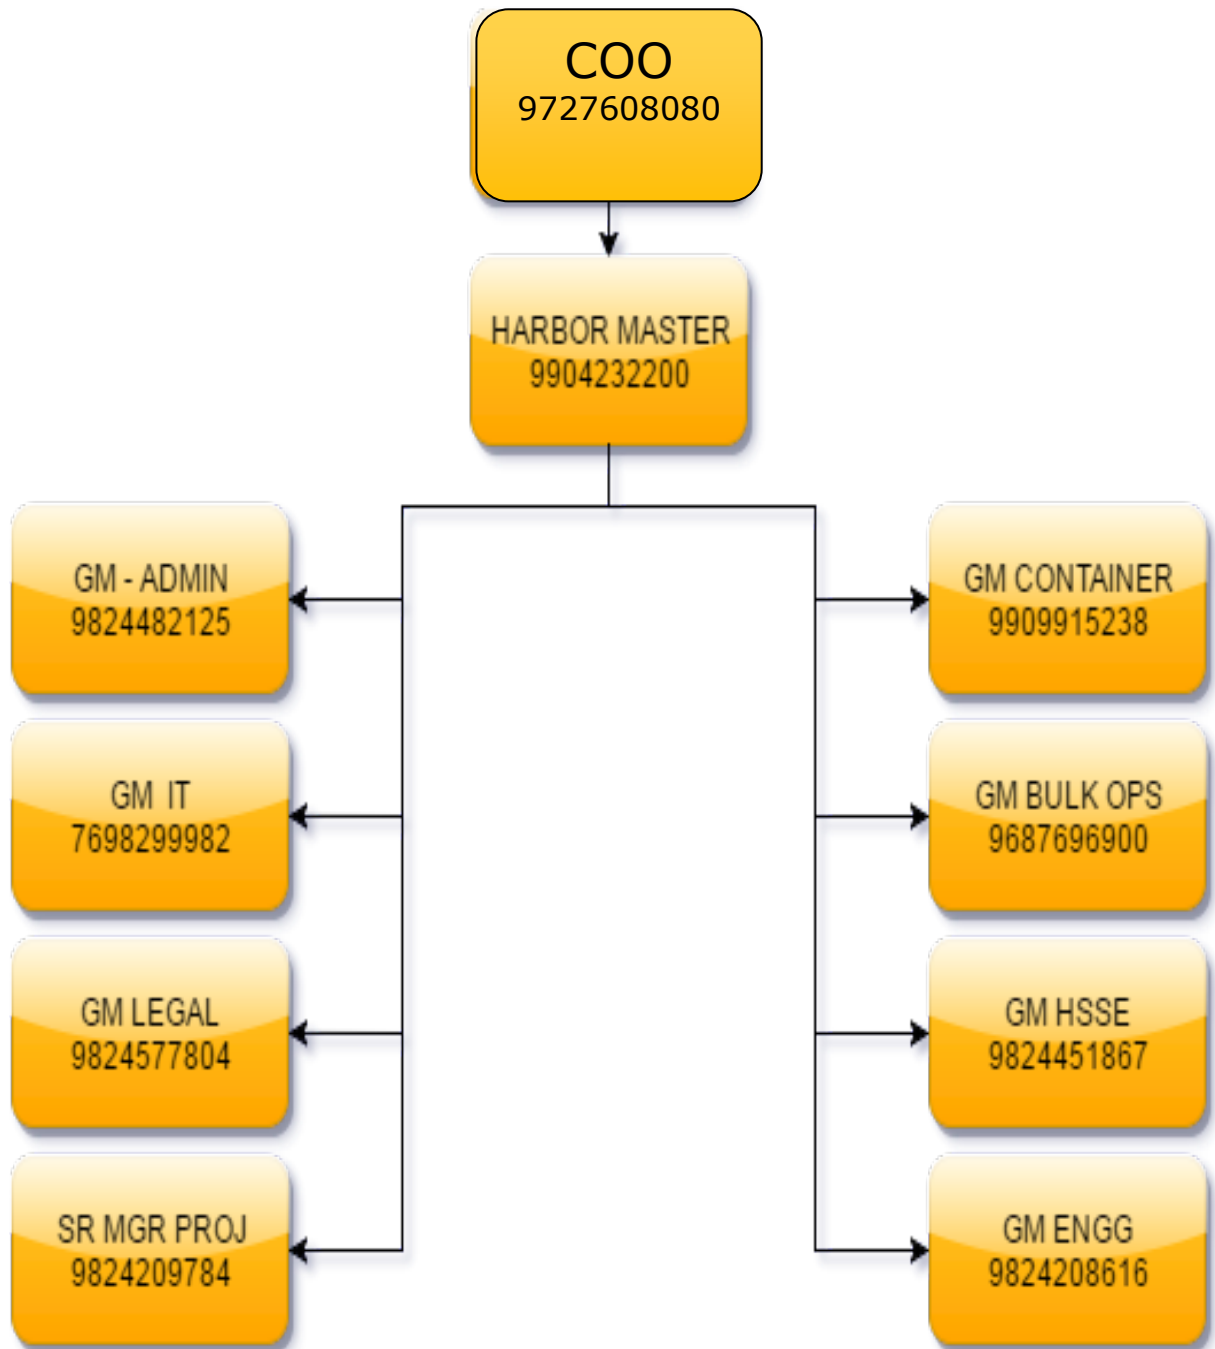 COO
9727608080
HARBOR MASTER
9904232200
GM - ADMIN
9824482125
GM CONTAINER
9909915238
GM IT
7698299982
GM BULK OPS
9687696900
GM LEGAL
9824577804
GM HSSE
9824451867
SR MGR PROJ
9824209784
GM ENGG
9824208616